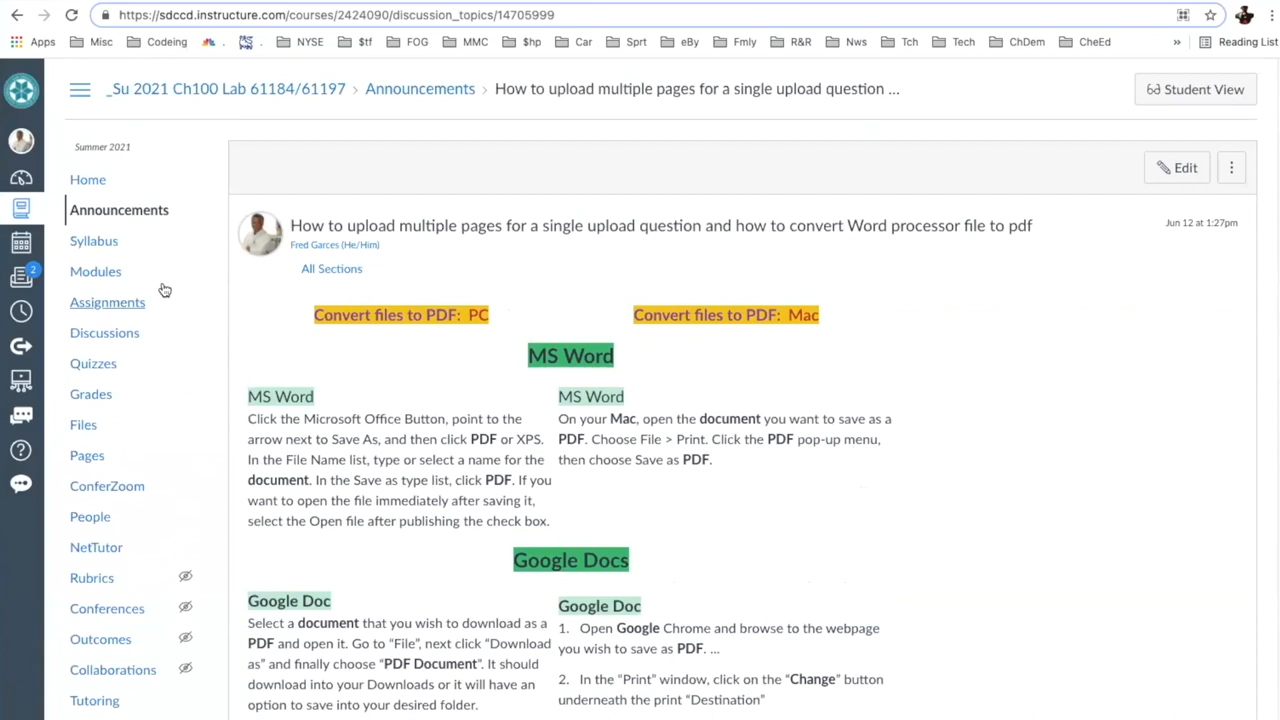 https://sdccd.instructure.com/courses/2424090/discussion_topics/14705999
Apps Misc Codeing . . NYSE $tf FOG MMC $hp Car Sprt eBy Fmly R&R Nws Tch Tech ChDem CheEd » Reading List
_Su 2021 Ch100 Lab 61184/61197 › Announcements › How to upload multiple pages for a single upload question ...
Student View
Summer 2021
Home
Announcements
Syllabus
Modules
Assignments
Discussions
Quizzes
Grades
Files
Pages
ConferZoom
People
NetTutor
Rubrics
Conferences
Outcomes
Collaborations
Tutoring
2
Edit
How to upload multiple pages for a single upload question and how to convert Word processor file to pdf
Jun 12 at 1:27pm
Fred Garces (He/Him)
All Sections
Convert files to PDF: PC
Convert files to PDF: Mac
MS Word
MS Word
Click the Microsoft Office Button, point to the
arrow next to Save As, and then click PDF or XPS.
In the File Name list, type or select a name for the
document. In the Save as type list, click PDF. If you
want to open the file immediately after saving it,
select the Open file after publishing the check box.
MS Word
On your Mac, open the document you want to save as a
PDF. Choose File > Print. Click the PDF pop-up menu,
then choose Save as PDF.
Google Docs
Google Doc
Select a document that you wish to download as a
PDF and open it. Go to “File”, next click “Download
as” and finally choose “PDF Document”. It should
download into your Downloads or it will have an
option to save into your desired folder.
Google Doc
1. Open Google Chrome and browse to the webpage
you wish to save as PDF. ...
2. In the “Print” window, click on the “Change” button
underneath the print “Destination”